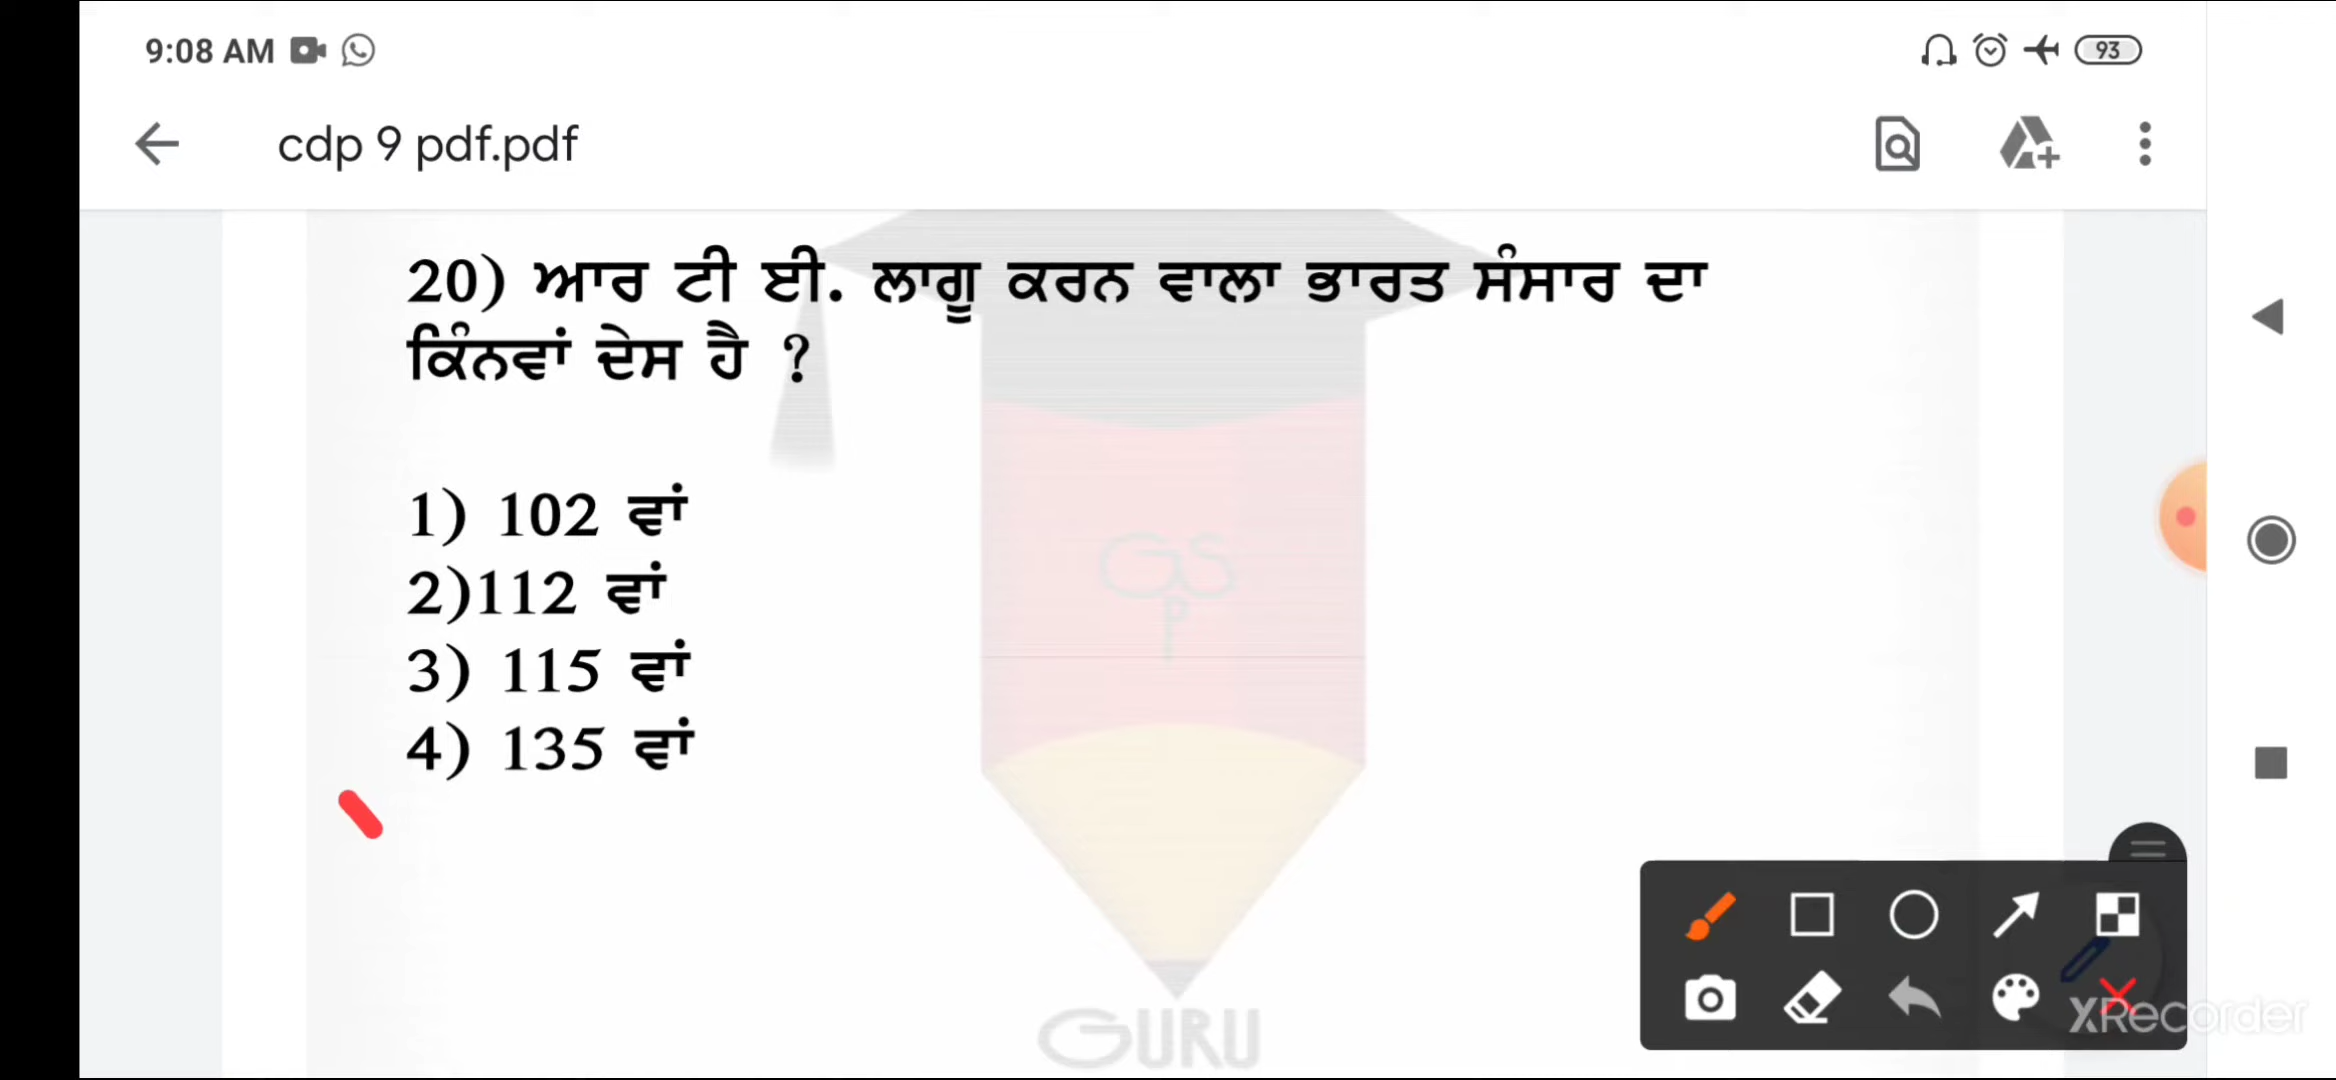 9:08 AM
93
cdp 9 pdf.pdf
20) ਆਰ ਟੀ ਈ. ਲਾਗੂ ਕਰਨ ਵਾਲਾ ਭਾਰਤ ਸੰਸਾਰ ਦਾ
ਕਿੰਨਵਾਂ ਦੇਸ ਹੈ ?
1) 102 ਵਾਂ
2)112 ਵਾਂ
3) 115 ਵਾਂ
4) 135 ਵਾਂ
GSP
GURU
XRecorder